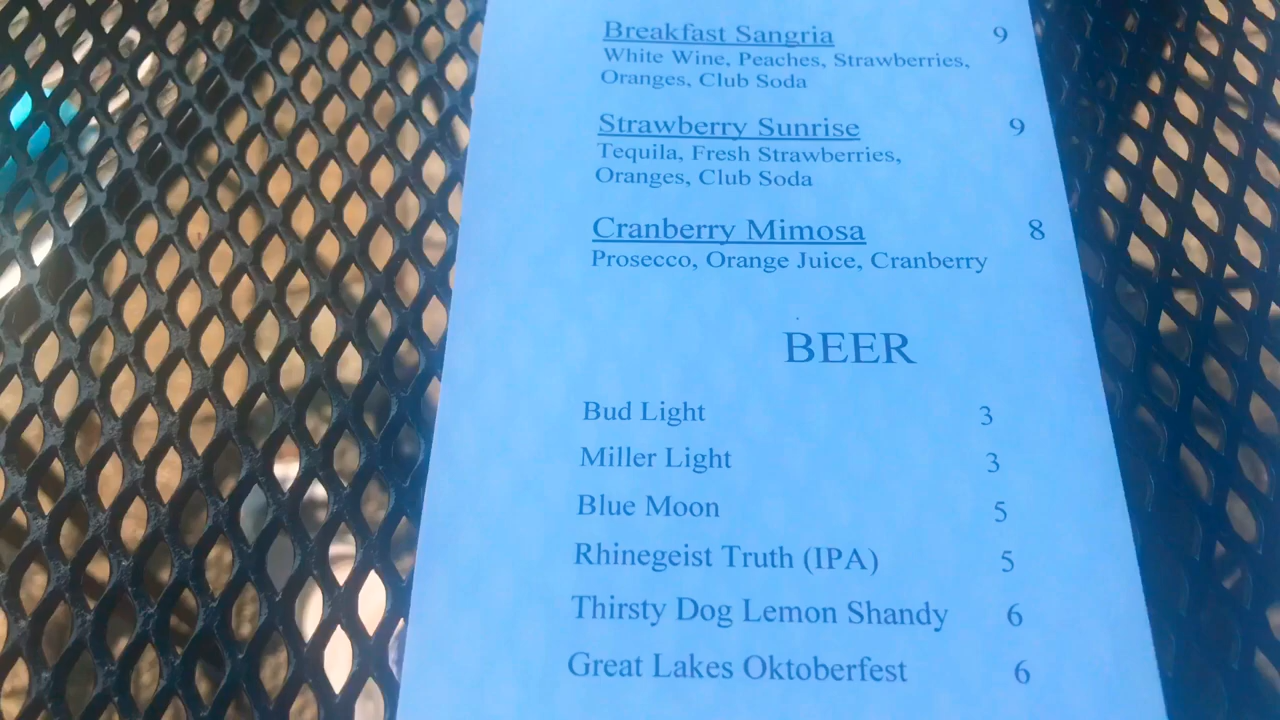 Breakfast Sangria 9
White Wine, Peaches, Strawberries,
Oranges, Club Soda
Strawberry Sunrise 9
Tequila, Fresh Strawberries,
Oranges, Club Soda
Cranberry Mimosa 8
Prosecco, Orange Juice, Cranberry
BEER
Bud Light 3
Miller Light 3
Blue Moon 5
Rhinegeist Truth (IPA) 5
Thirsty Dog Lemon Shandy 6
Great Lakes Oktoberfest 6